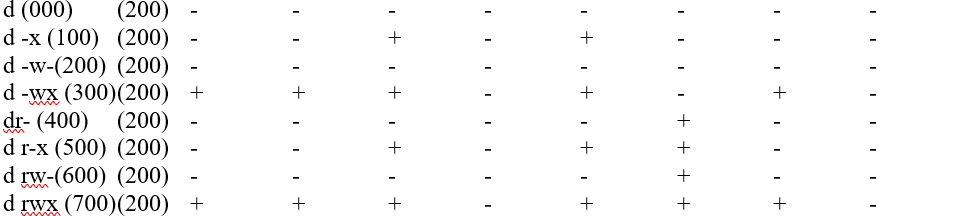 d (000) (200) - - - - - - - -
d -x (100) (200) - - + - + - - -
d -w-(200) (200) - - - - - - - -
d -wx (300)(200) + + + - + - + -
dr- (400) (200) - - - - - + - -
d r-x (500) (200) - - + - + + - -
d rw-(600) (200) - - - - - + - -
d rwx (700)(200) + + + - + + + -